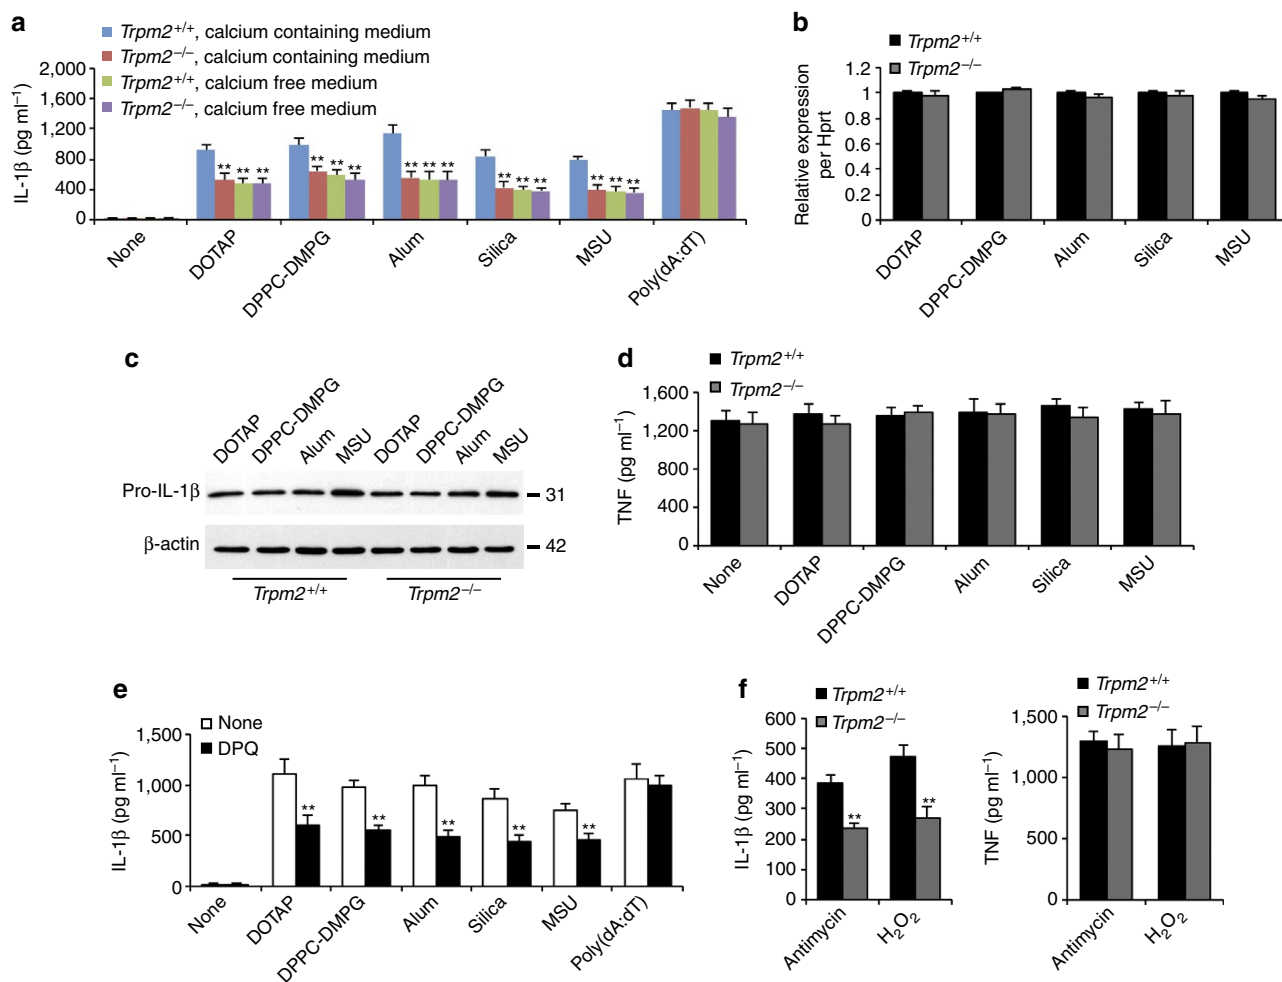 a
Trpm2+/+, calcium containing medium
Trpm2−/−, calcium containing medium
Trpm2+/+, calcium free medium
Trpm2−/−, calcium free medium
IL-1β (pg ml−1)
2,000
1,600
1,200
800
400
0
** ** **
** ** **
** ** **
** ** **
** ** **
None
DOTAP
DPPC-DMPG
Alum
Silica
MSU
Poly(dA:dT)
b
Trpm2+/+
Trpm2−/−
Relative expression
per Hprt
1.2
1
0.8
0.6
0.4
0.2
0
DOTAP
DPPC-DMPG
Alum
Silica
MSU
c
DOTAP
DPPC-DMPG
Alum
MSU
DOTAP
DPPC-DMPG
Alum
MSU
Pro-IL-1β
31
β-actin
42
Trpm2+/+
Trpm2−/−
d
Trpm2+/+
Trpm2−/−
TNF (pg ml−1)
1,600
1,200
800
400
0
None
DOTAP
DPPC-DMPG
Alum
Silica
MSU
e
None
DPQ
IL-1β (pg ml−1)
1,500
1,000
500
0
**
**
**
**
**
None
DOTAP
DPPC-DMPG
Alum
Silica
MSU
Poly(dA:dT)
f
Trpm2+/+
Trpm2−/−
IL-1β (pg ml−1)
600
500
400
300
200
100
0
**
**
Antimycin
H2O2
Trpm2+/+
Trpm2−/−
TNF (pg ml−1)
1,500
1,000
500
0
Antimycin
H2O2